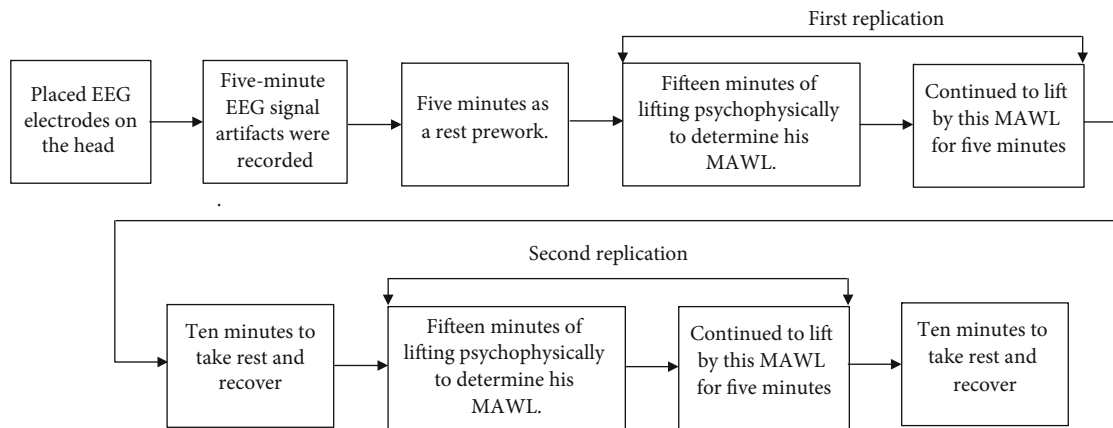 First replication
Placed EEG
electrodes on
the head
Five-minute
EEG signal
artifacts were
recorded
Five minutes as
a rest prework.
Fifteen minutes of
lifting psychophysically
to determine his
MAWL.
Continued to lift
by this MAWL
for five minutes
Second replication
Ten minutes to
take rest and
recover
Fifteen minutes of
lifting psychophysically
to determine his
MAWL.
Continued to lift
by this MAWL
for five minutes
Ten minutes to
take rest and
recover